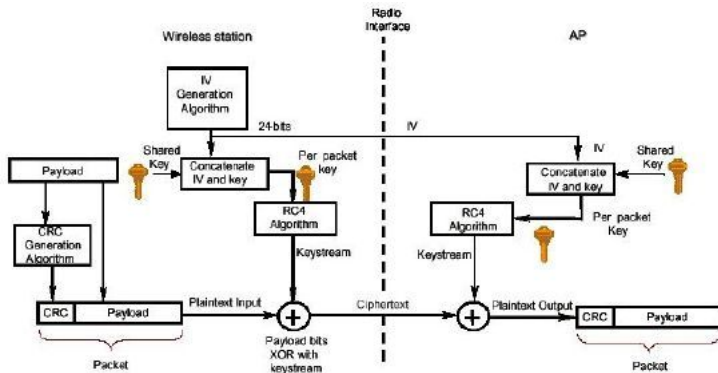 Radio
Interface
Wireless station
AP
IV
Generation
Algorithm
24-bits
IV
IV
Shared
Key
Concatenate
IV and key
Per packet
key
Shared
Key
Concatenate
IV and key
Payload
RC4
Algorithm
RC4
Algorithm
Per packet
Key
CRC
Generation
Algorithm
Keystream
Keystream
CRC
Payload
Plaintext Input
Ciphertext
Plaintext Output
CRC
Payload
Packet
Payload bits
XOR with
keystream
Packet